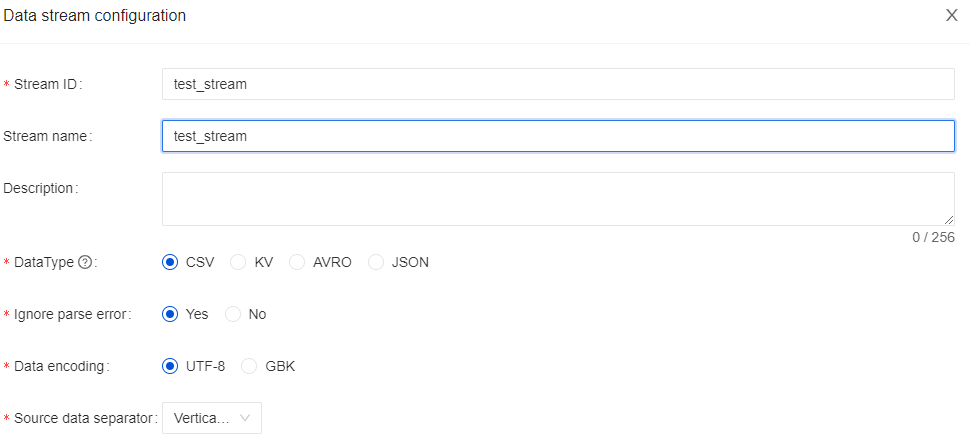 Data stream configuration
* Stream ID: test_stream
Stream name: test_stream
Description:
0 / 256
* DataType ?: CSV KV AVRO JSON
* Ignore parse error: Yes No
* Data encoding: UTF-8 GBK
* Source data separator: Vertica...